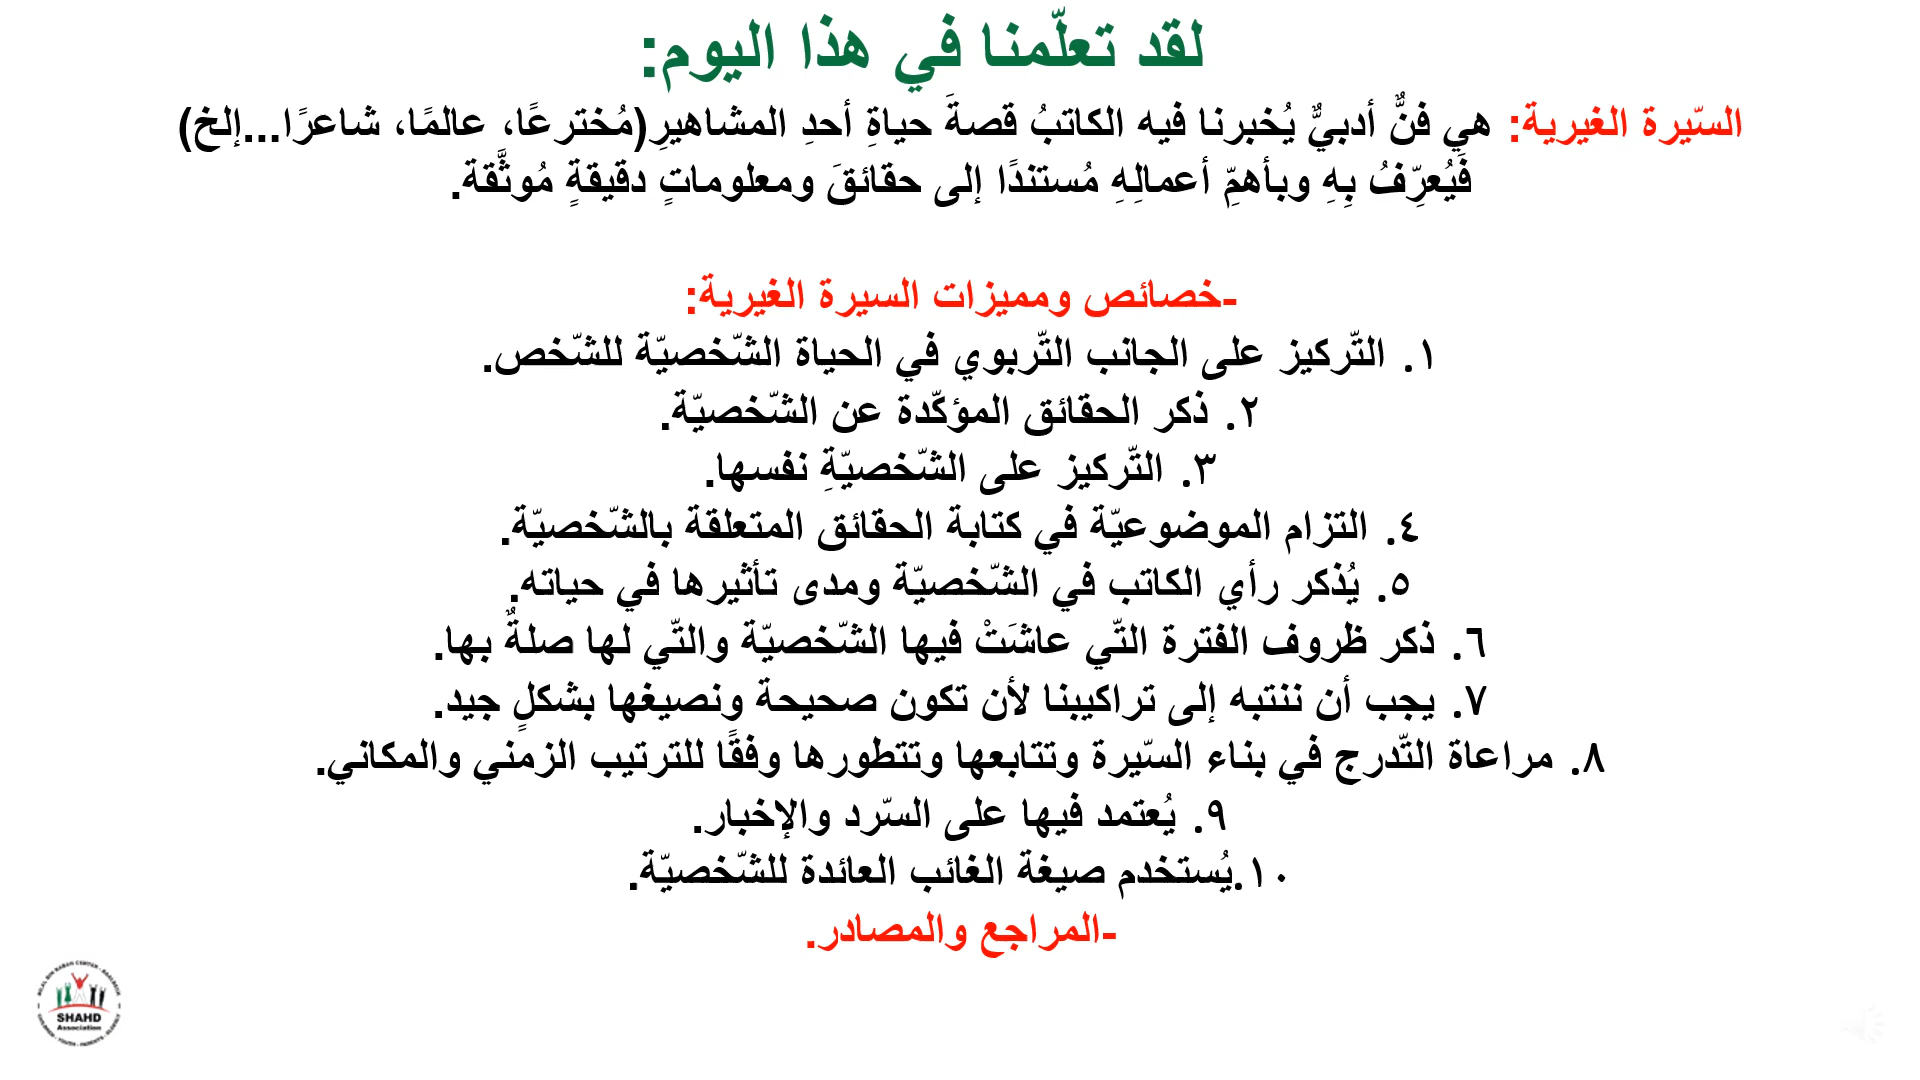 لقد تعلّمنا في هذا اليوم:
السّيرة الغيرية: هي فنٌّ أدبيٌّ يُخبرنا فيه الكاتبُ قصةَ حياةِ أحدِ المشاهيرِ(مُخترعًا، عالمًا، شاعرًا...إلخ)
فَيُعرِّفُ بِهِ وبأهمِّ أعمالِهِ مُستندًا إلى حقائقَ ومعلوماتٍ دقيقةٍ مُوثَّقة.
-خصائص ومميزات السيرة الغيرية:
١. التّركيز على الجانب التّربوي في الحياة الشّخصيّة للشّخص.
٢. ذكر الحقائق المؤكّدة عن الشّخصيّة.
٣. التّركيز على الشّخصيّةِ نفسها.
٤. التزام الموضوعيّة في كتابة الحقائق المتعلقة بالشّخصيّة.
٥. يُذكر رأي الكاتب في الشّخصيّة ومدى تأثيرها في حياته.
٦. ذكر ظروف الفترة التّي عاشَتْ فيها الشّخصيّة والتّي لها صلةٌ بها.
٧. يجب أن ننتبه إلى تراكيبنا لأن تكون صحيحة ونصيغها بشكلٍ جيد.
٨. مراعاة التّدرج في بناء السّيرة وتتابعها وتتطورها وفقًا للترتيب الزمني والمكاني.
٩. يُعتمد فيها على السّرد والإخبار.
١٠.يُستخدم صيغة الغائب العائدة للشّخصيّة.
-المراجع والمصادر.
SHAHD
Association